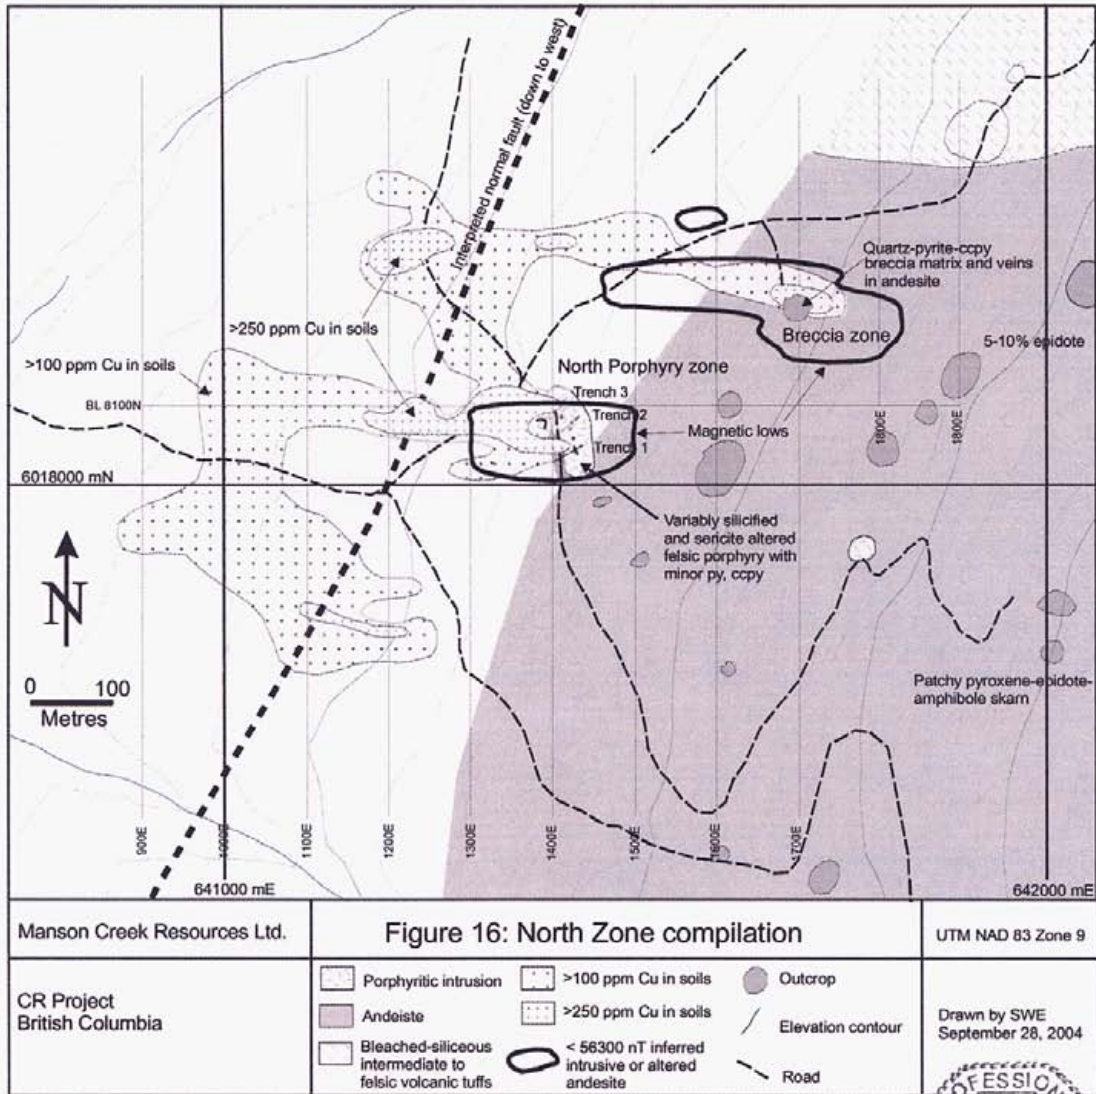 Interpreted normal fault (down to west)
Quartz-pyrite-ccpy
breccia matrix and veins
in andesite
>250 ppm Cu in soils
Breccia zone
5-10% epidote
>100 ppm Cu in soils
North Porphyry zone
Trench 3
BL 8100N
Trench 2
Magnetic lows
1800E
1800E
Trench 1
6018000 mN
Variably silicified
and sericite altered
felsic porphyry with
minor py, ccpy
N
0 100
Metres
Patchy pyroxene-epidote-
amphibole skarn
900E
1000E
1100E
1200E
1300E
1400E
1500E
1600E
1700E
641000 mE
642000 mE
Manson Creek Resources Ltd.
Figure 16: North Zone compilation
UTM NAD 83 Zone 9
CR Project
British Columbia
Porphyritic intrusion
>100 ppm Cu in soils
Outcrop
Andeiste
>250 ppm Cu in soils
Elevation contour
Bleached-siliceous
intermediate to
felsic volcanic tuffs
< 56300 nT inferred
intrusive or altered
andesite
Road
Drawn by SWE
September 28, 2004
OFESSION